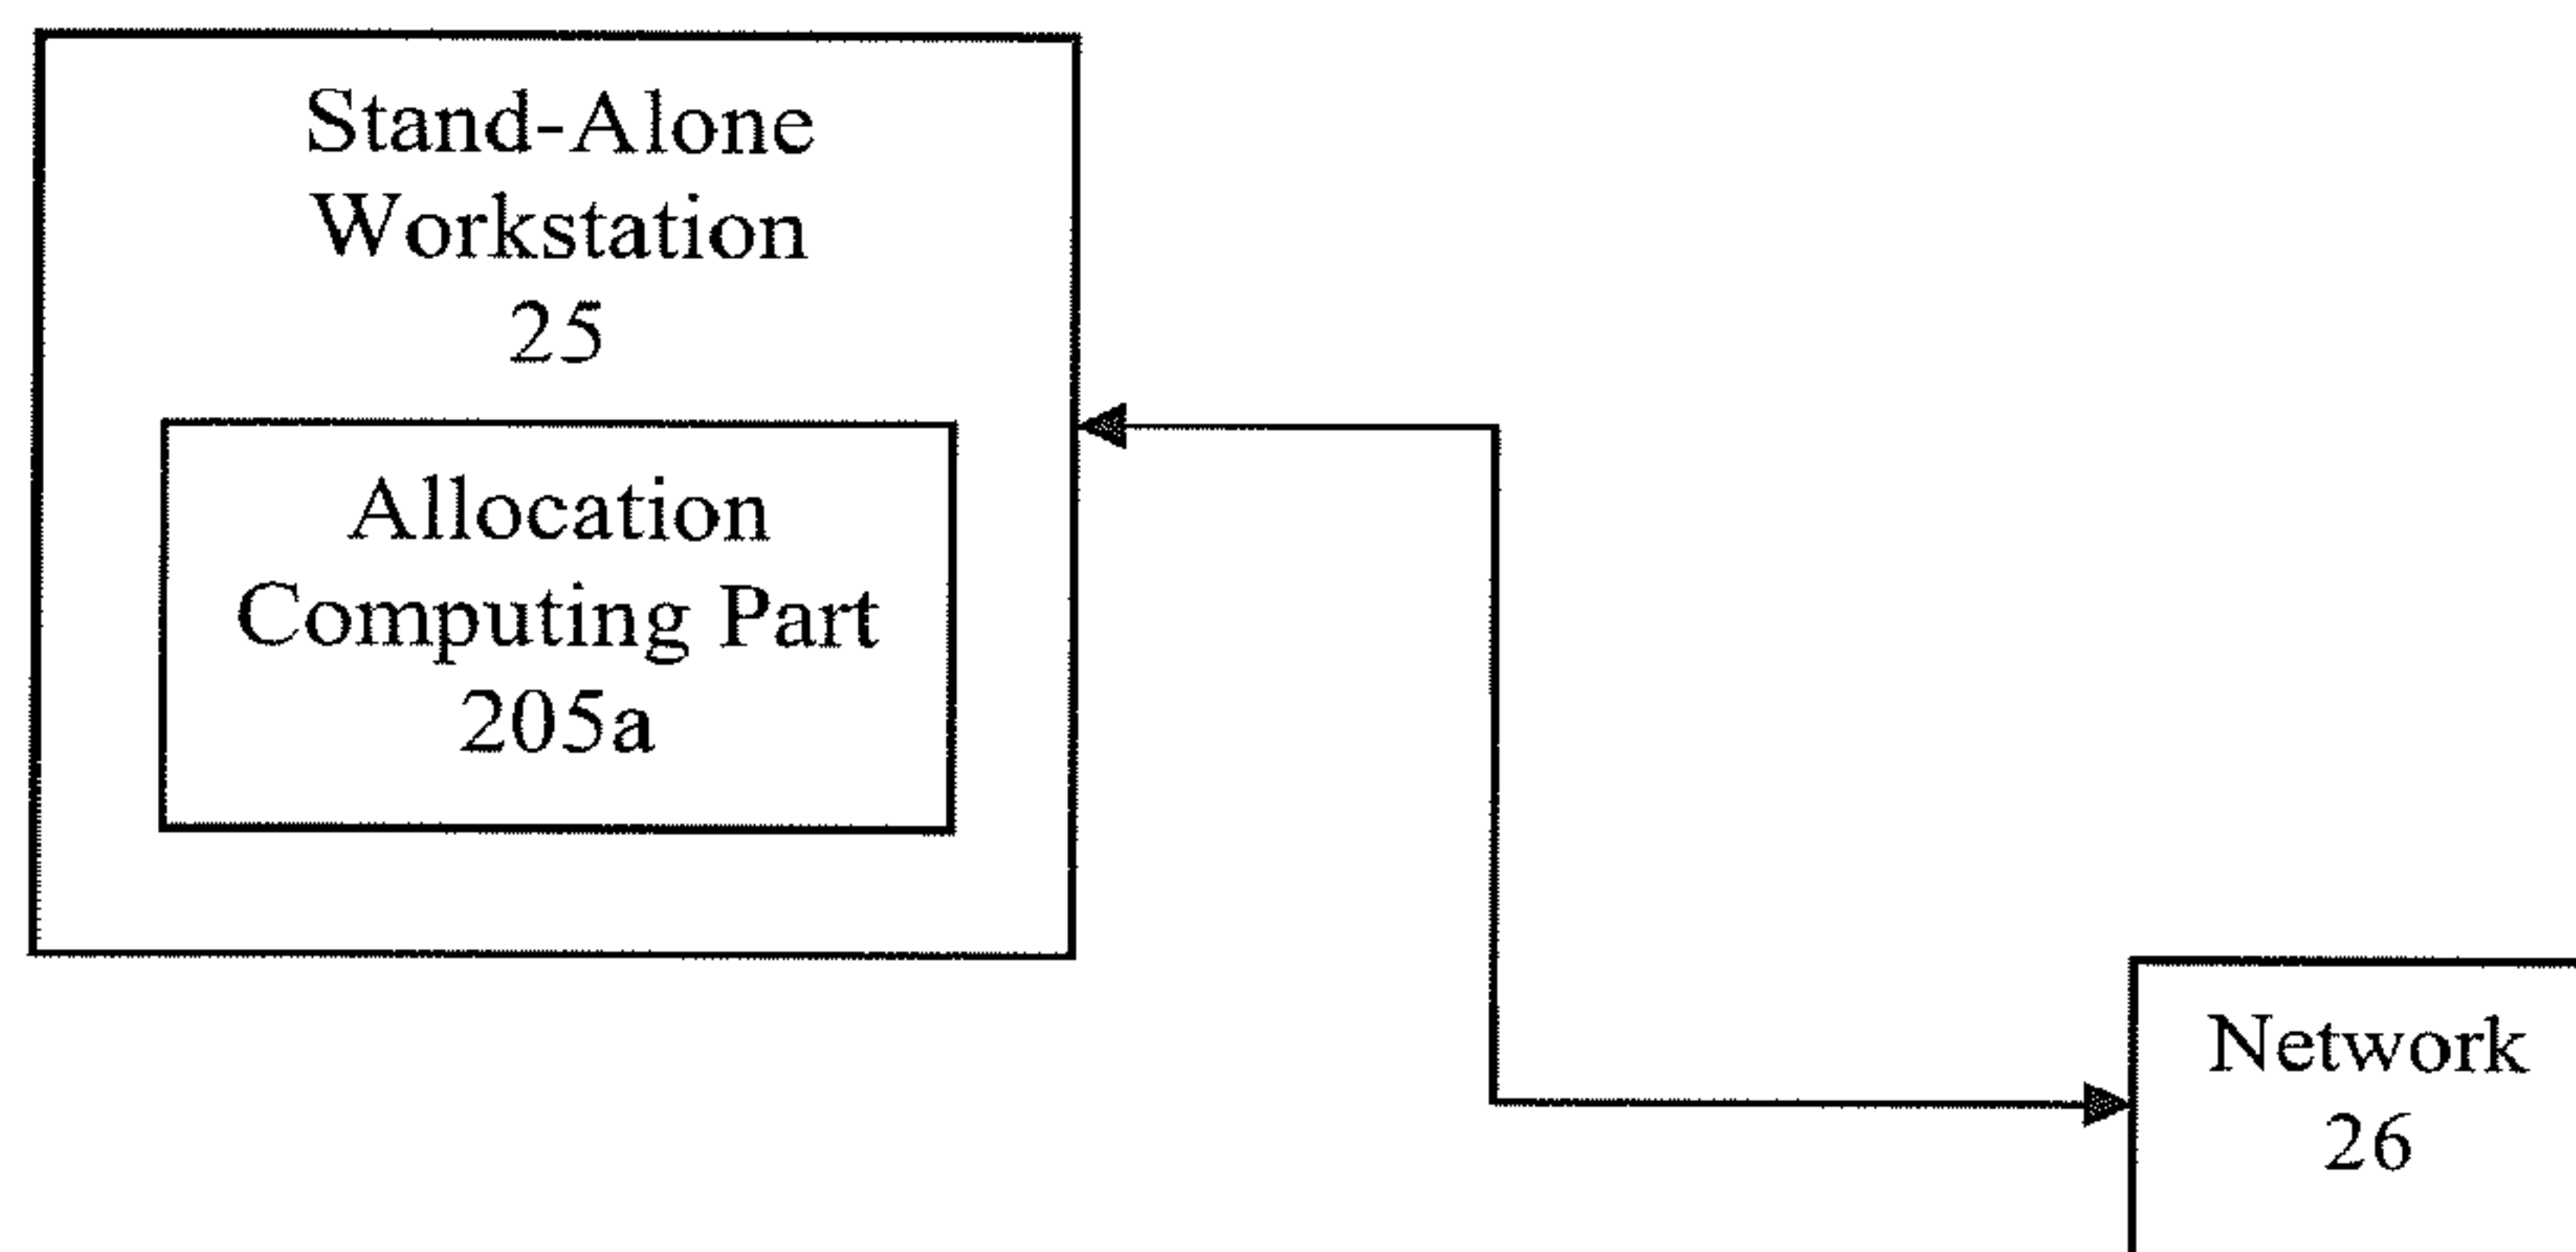 Stand-Alone
Workstation
25
Allocation
Computing Part
205a
Network
26